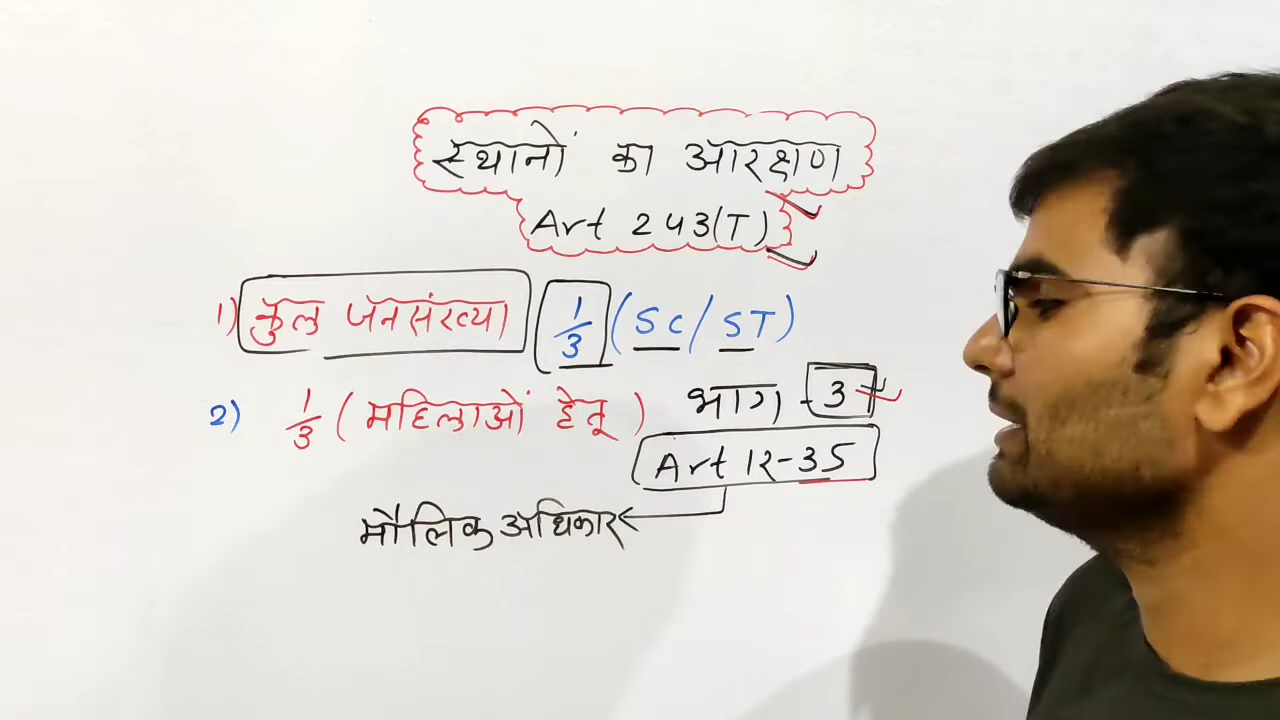 स्थानों का आरक्षण
Art 243(T)
1) कुल जनसंख्या 1/3 (SC/ST)
2) 1/3 (महिलाओं हेतू) भाग - 3
Art 12-35
मौलिक अधिकार